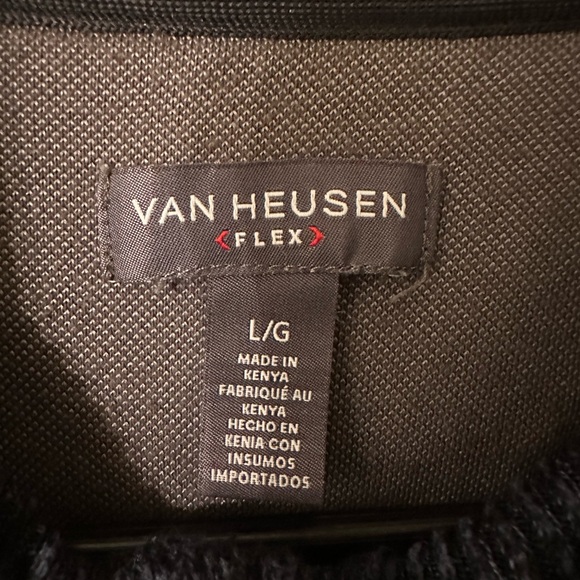 VAN HEUSEN
FLEX
L/G
MADE IN
KENYA
FABRIQUÉ AU
KENYA
HECHO EN
KENIA CON
INSUMOS
IMPORTADOS